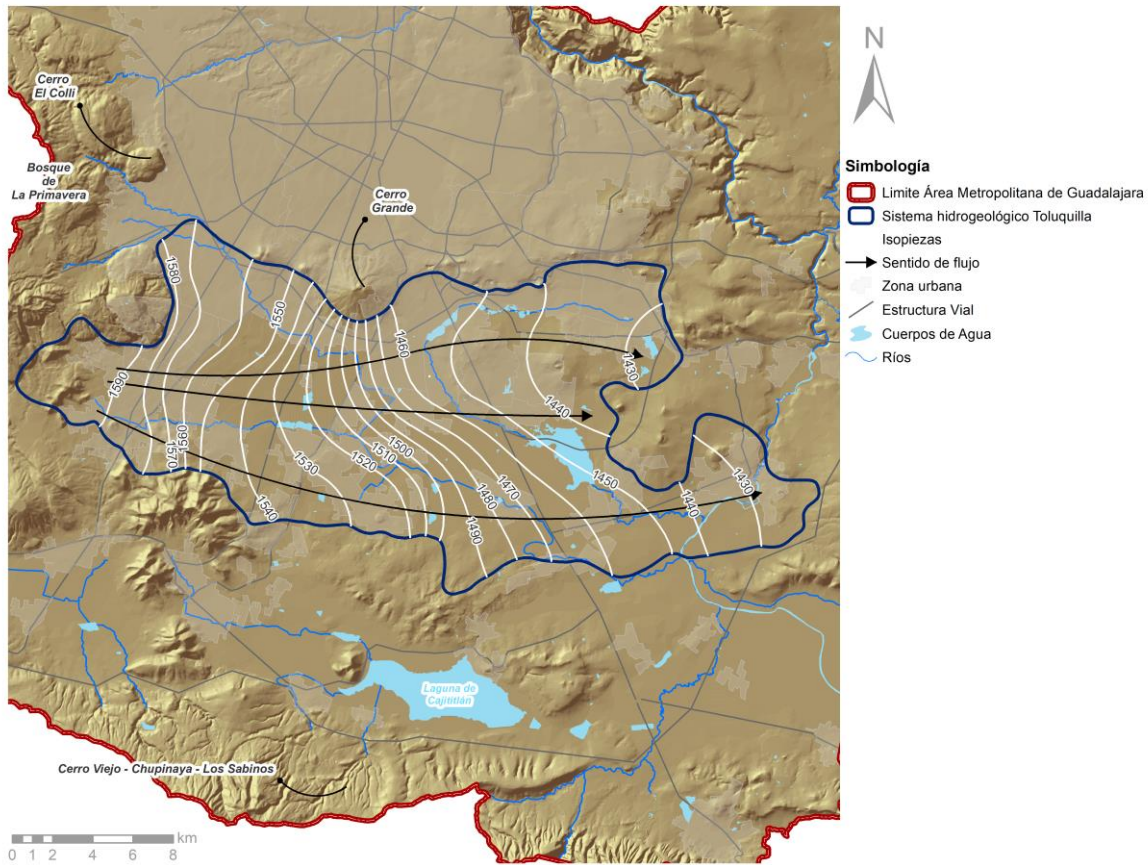 Cerro
El Colli
Bosque
de
La Primavera
Cerro
Grande
1580
1550
1460
1590
1430
1440
1560
1570
1500
1510
1520
1530
1540
1470
1480
1490
1450
1440
1430
Laguna de
Cajititlán
Cerro Viejo - Chupinaya - Los Sabinos
km
0 1 2 4 6 8
N
Simbología
Limite Área Metropolitana de Guadalajara
Sistema hidrogeológico Toluquilla
Isopiezas
Sentido de flujo
Zona urbana
Estructura Vial
Cuerpos de Agua
Ríos